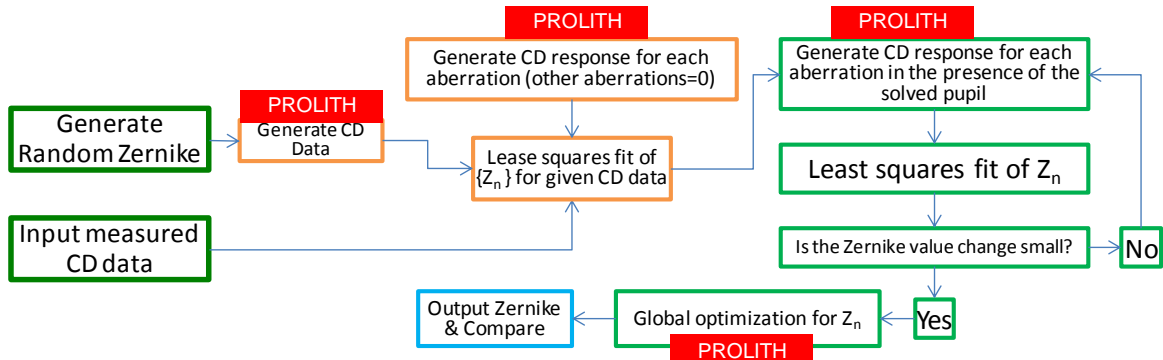 PROLITH
Generate CD response for each
aberration (other aberrations=0)
PROLITH
Generate CD response for each
aberration in the presence of the
solved pupil
Generate
Random Zernike
PROLITH
Generate CD
Data
Lease squares fit of
{Zn} for given CD data
Least squares fit of Zn
Input measured
CD data
Is the Zernike value change small?
No
Yes
Global optimization for Zn
PROLITH
Output Zernike
& Compare